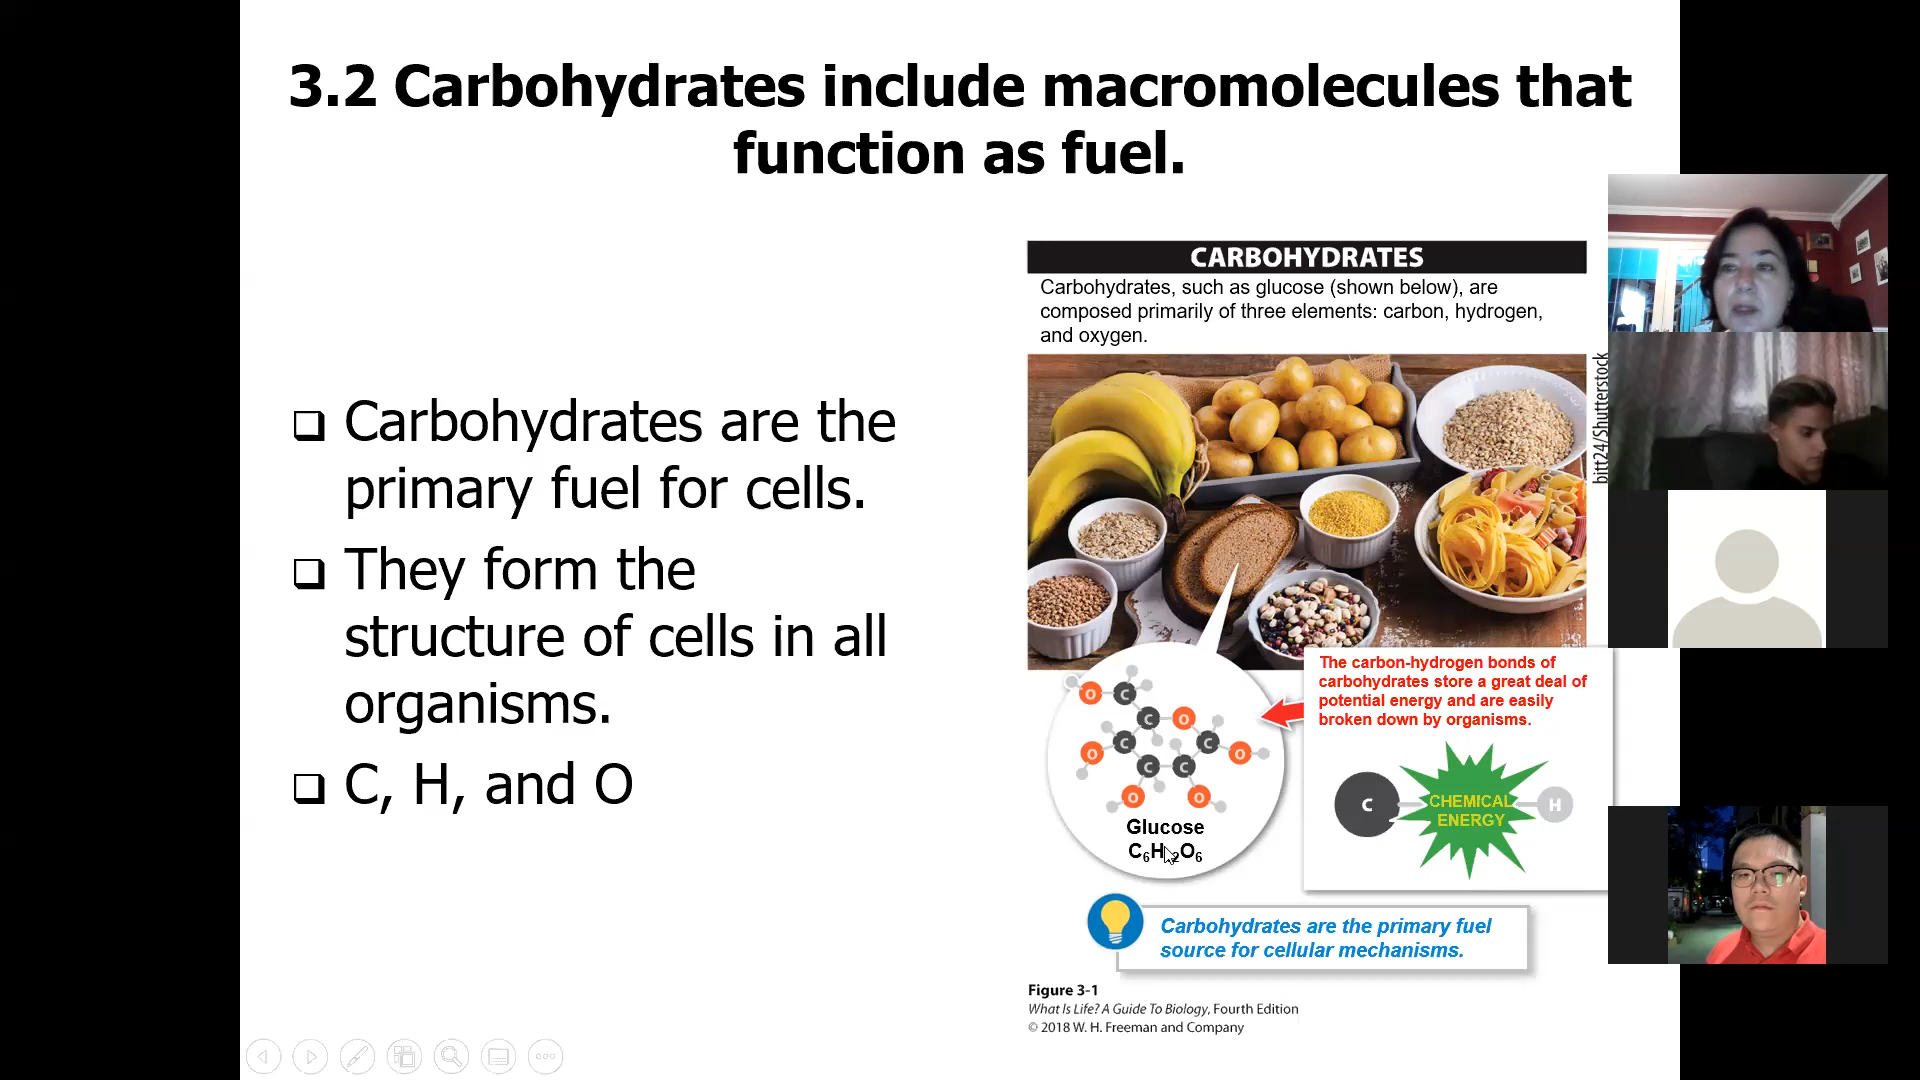 3.2 Carbohydrates include macromolecules that
function as fuel.
❑ Carbohydrates are the
primary fuel for cells.
❑ They form the
structure of cells in all
organisms.
❑ C, H, and O
CARBOHYDRATES
Carbohydrates, such as glucose (shown below), are
composed primarily of three elements: carbon, hydrogen,
and oxygen.
bitt24/Shutterstock
The carbon-hydrogen bonds of
carbohydrates store a great deal of
potential energy and are easily
broken down by organisms.
O C
C O
O C C O
C C
O O
Glucose
C₆H₁₂O₆
C CHEMICAL H
ENERGY
Carbohydrates are the primary fuel
source for cellular mechanisms.
Figure 3-1
What Is Life? A Guide To Biology, Fourth Edition
© 2018 W. H. Freeman and Company